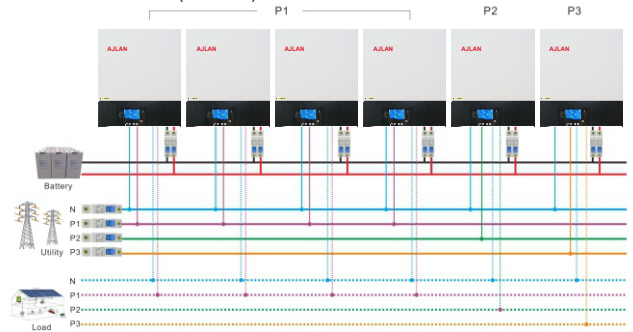 P1 P2 P3
AJLAN AJLAN AJLAN AJLAN AJLAN AJLAN
Battery
N
P1
P2
Utility P3
N
P1
P2
Load P3